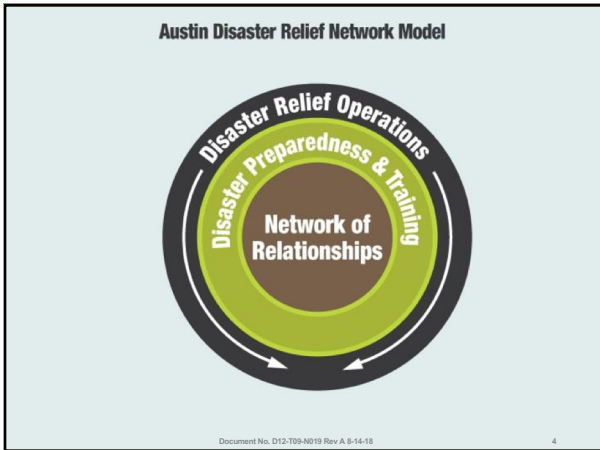 Austin Disaster Relief Network Model
Disaster Relief Operations
Disaster Preparedness & Training
Network of
Relationships
Document No. D12-T09-N019 Rev A 8-14-18
4